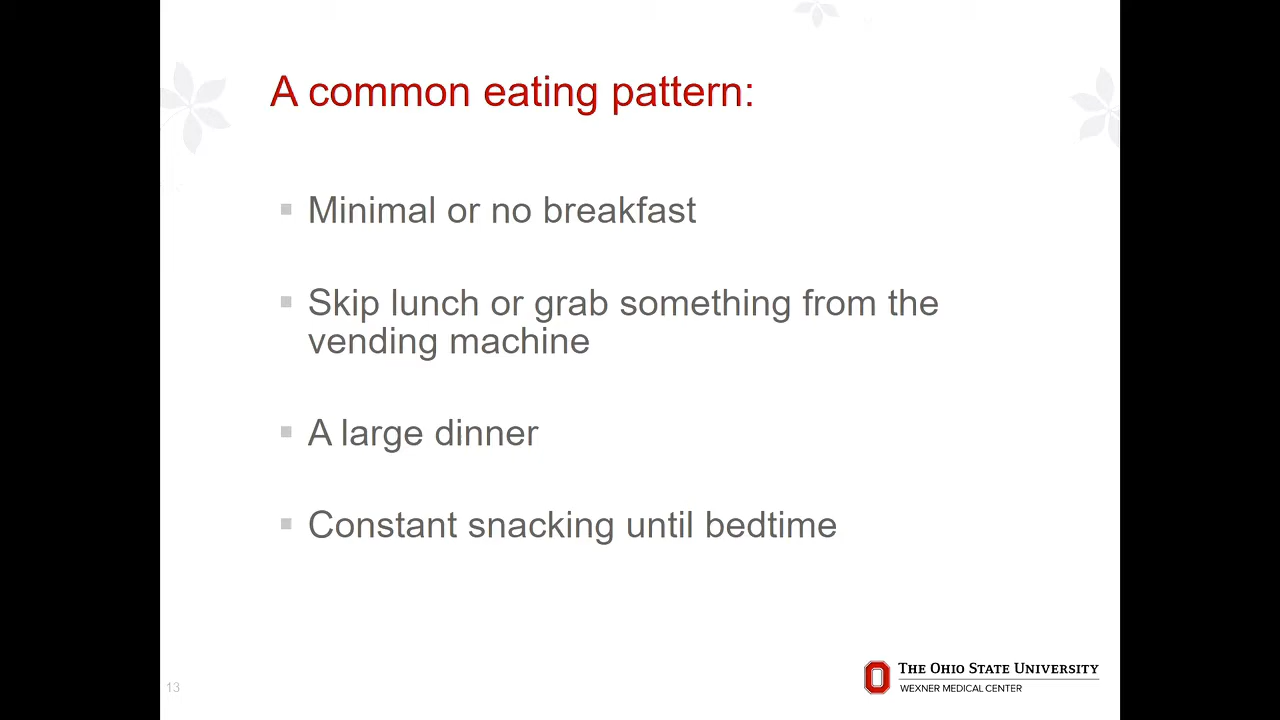 A common eating pattern:
Minimal or no breakfast
Skip lunch or grab something from the
vending machine
A large dinner
Constant snacking until bedtime
13
THE OHIO STATE UNIVERSITY
WEXNER MEDICAL CENTER